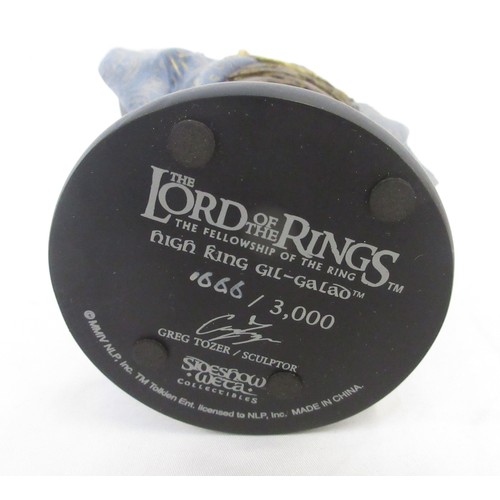 THE
LORD OF THE RINGS™
THE FELLOWSHIP OF THE RING
HIGH KING GIL-GALAD™
0666 / 3,000
GREG TOZER / SCULPTOR
SIDESHOW
WETA
COLLECTIBLES
© MMIV NLP, Inc. TM Tolkien Ent. licensed to NLP, Inc. MADE IN CHINA.